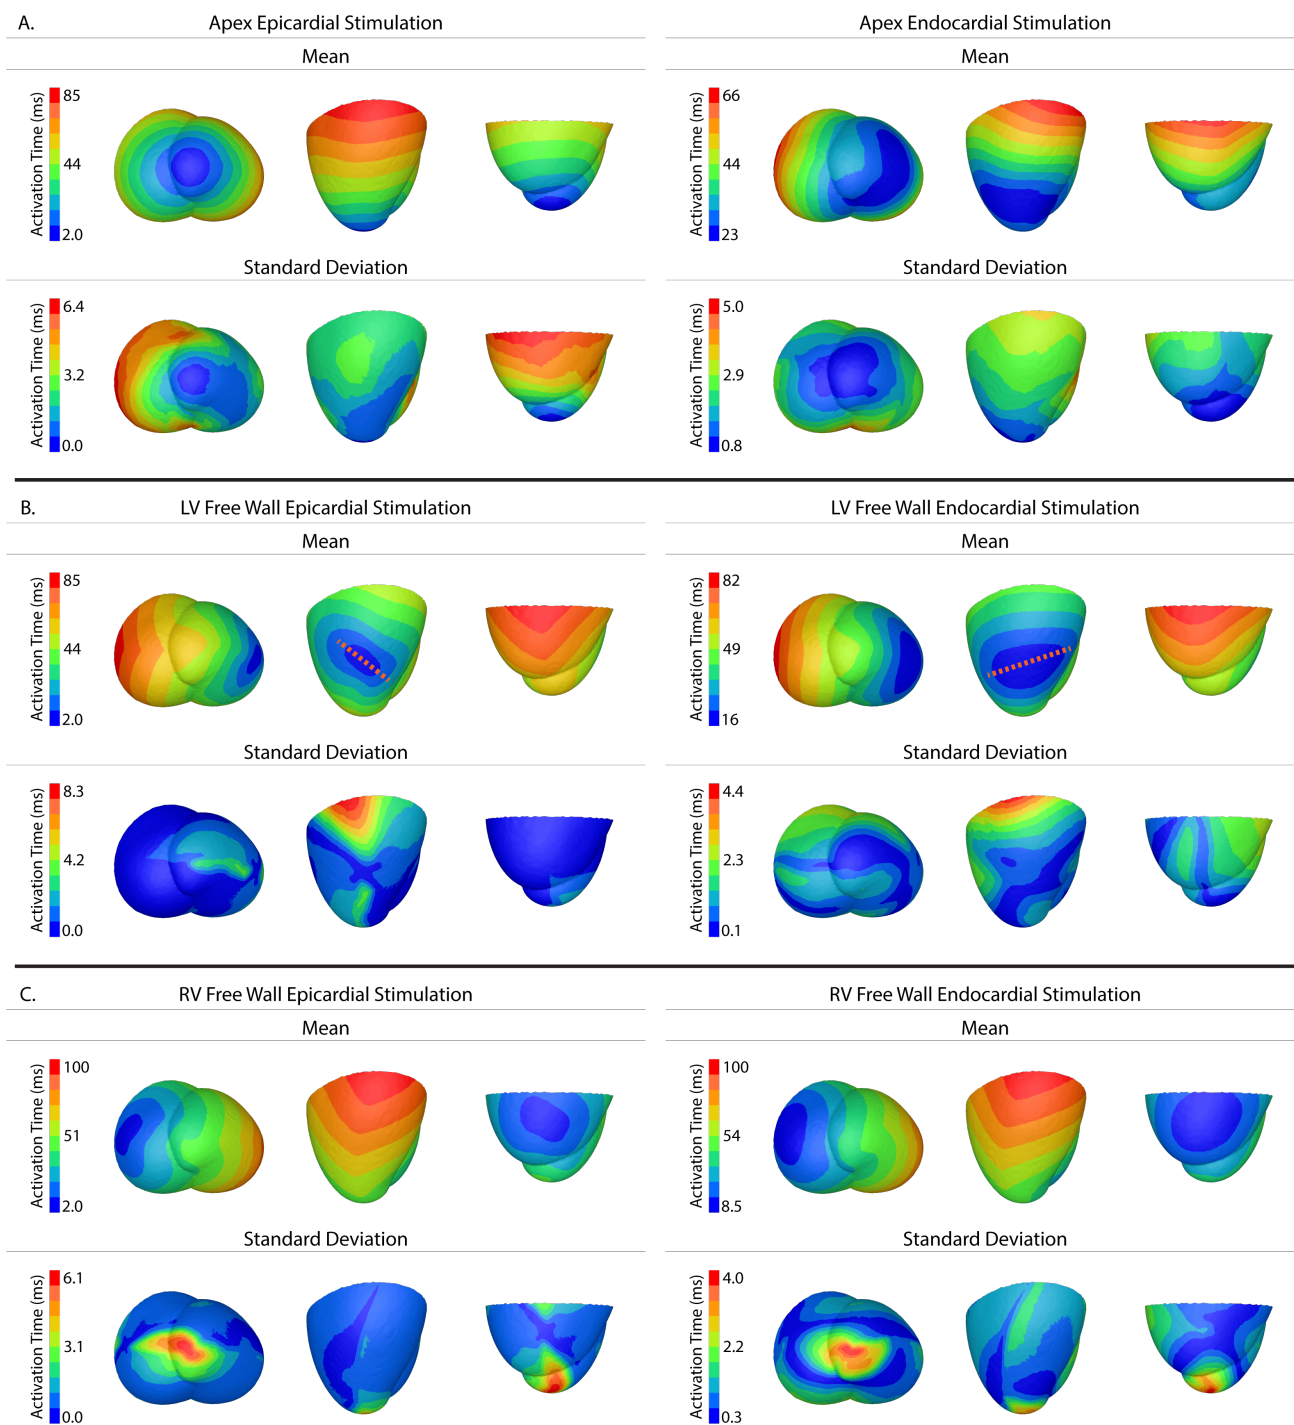 A.
Apex Epicardial Stimulation
Apex Endocardial Stimulation
Mean
Mean
Activation Time (ms)
85
44
2.0
Activation Time (ms)
66
44
23
Standard Deviation
Standard Deviation
Activation Time (ms)
6.4
3.2
0.0
Activation Time (ms)
5.0
2.9
0.8
B.
LV Free Wall Epicardial Stimulation
LV Free Wall Endocardial Stimulation
Mean
Mean
Activation Time (ms)
85
44
2.0
Activation Time (ms)
82
49
16
Standard Deviation
Standard Deviation
Activation Time (ms)
8.3
4.2
0.0
Activation Time (ms)
4.4
2.3
0.1
C.
RV Free Wall Epicardial Stimulation
RV Free Wall Endocardial Stimulation
Mean
Mean
Activation Time (ms)
100
51
2.0
Activation Time (ms)
100
54
8.5
Standard Deviation
Standard Deviation
Activation Time (ms)
6.1
3.1
0.0
Activation Time (ms)
4.0
2.2
0.3